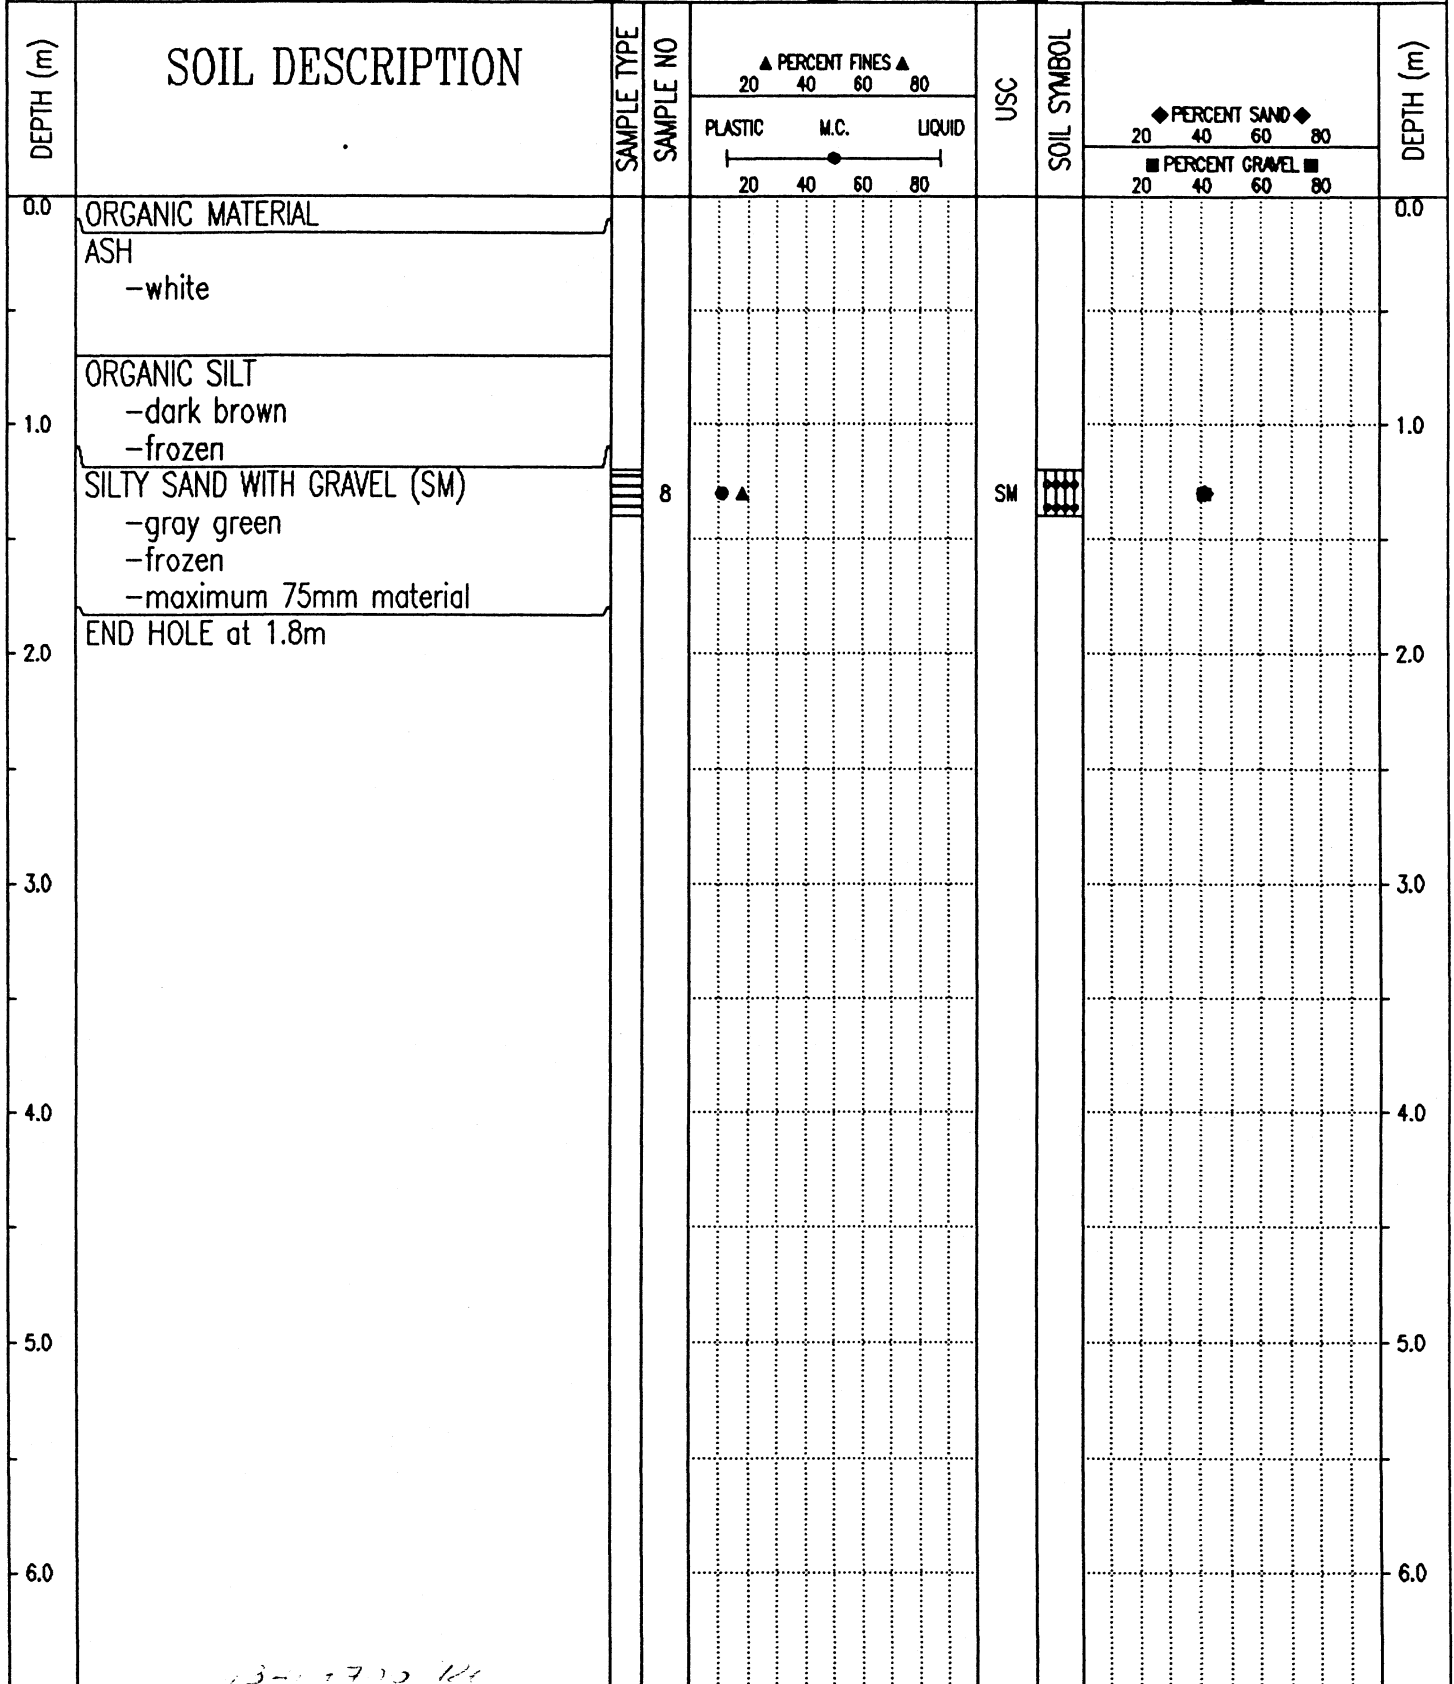 DEPTH (m)
SOIL DESCRIPTION
SAMPLE TYPE
SAMPLE NO
▲ PERCENT FINES ▲
20 40 60 80
PLASTIC M.C. LIQUID
20 40 60 80
USC
SOIL SYMBOL
◆ PERCENT SAND ◆
20 40 60 80
■ PERCENT GRAVEL ■
20 40 60 80
DEPTH (m)
0.0
ORGANIC MATERIAL
0.0
ASH
-white
ORGANIC SILT
-dark brown
1.0
1.0
-frozen
SILTY SAND WITH GRAVEL (SM)
8
SM
-gray green
-frozen
-maximum 75mm material
END HOLE at 1.8m
2.0
2.0
3.0
3.0
4.0
4.0
5.0
5.0
6.0
6.0